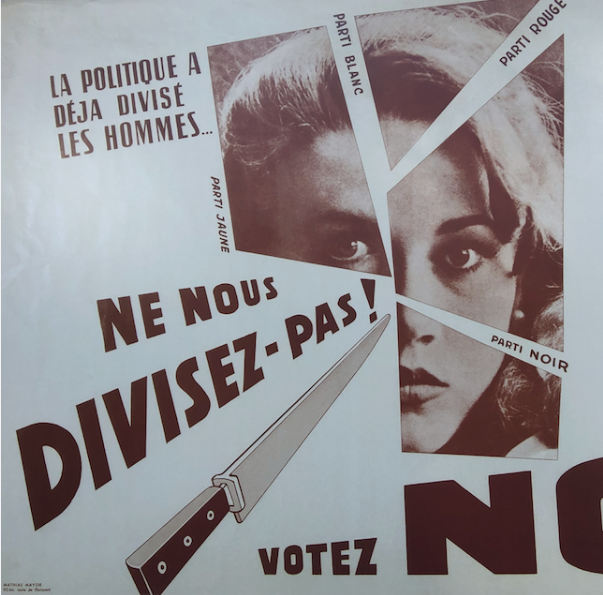 LA POLITIQUE A
DÉJA DIVISÉ
LES HOMMES...
PARTI BLANC
PARTI ROUGE
PARTI JAUNE
PARTI NOIR
NE NOUS
DIVISEZ-PAS!
VOTEZ NO